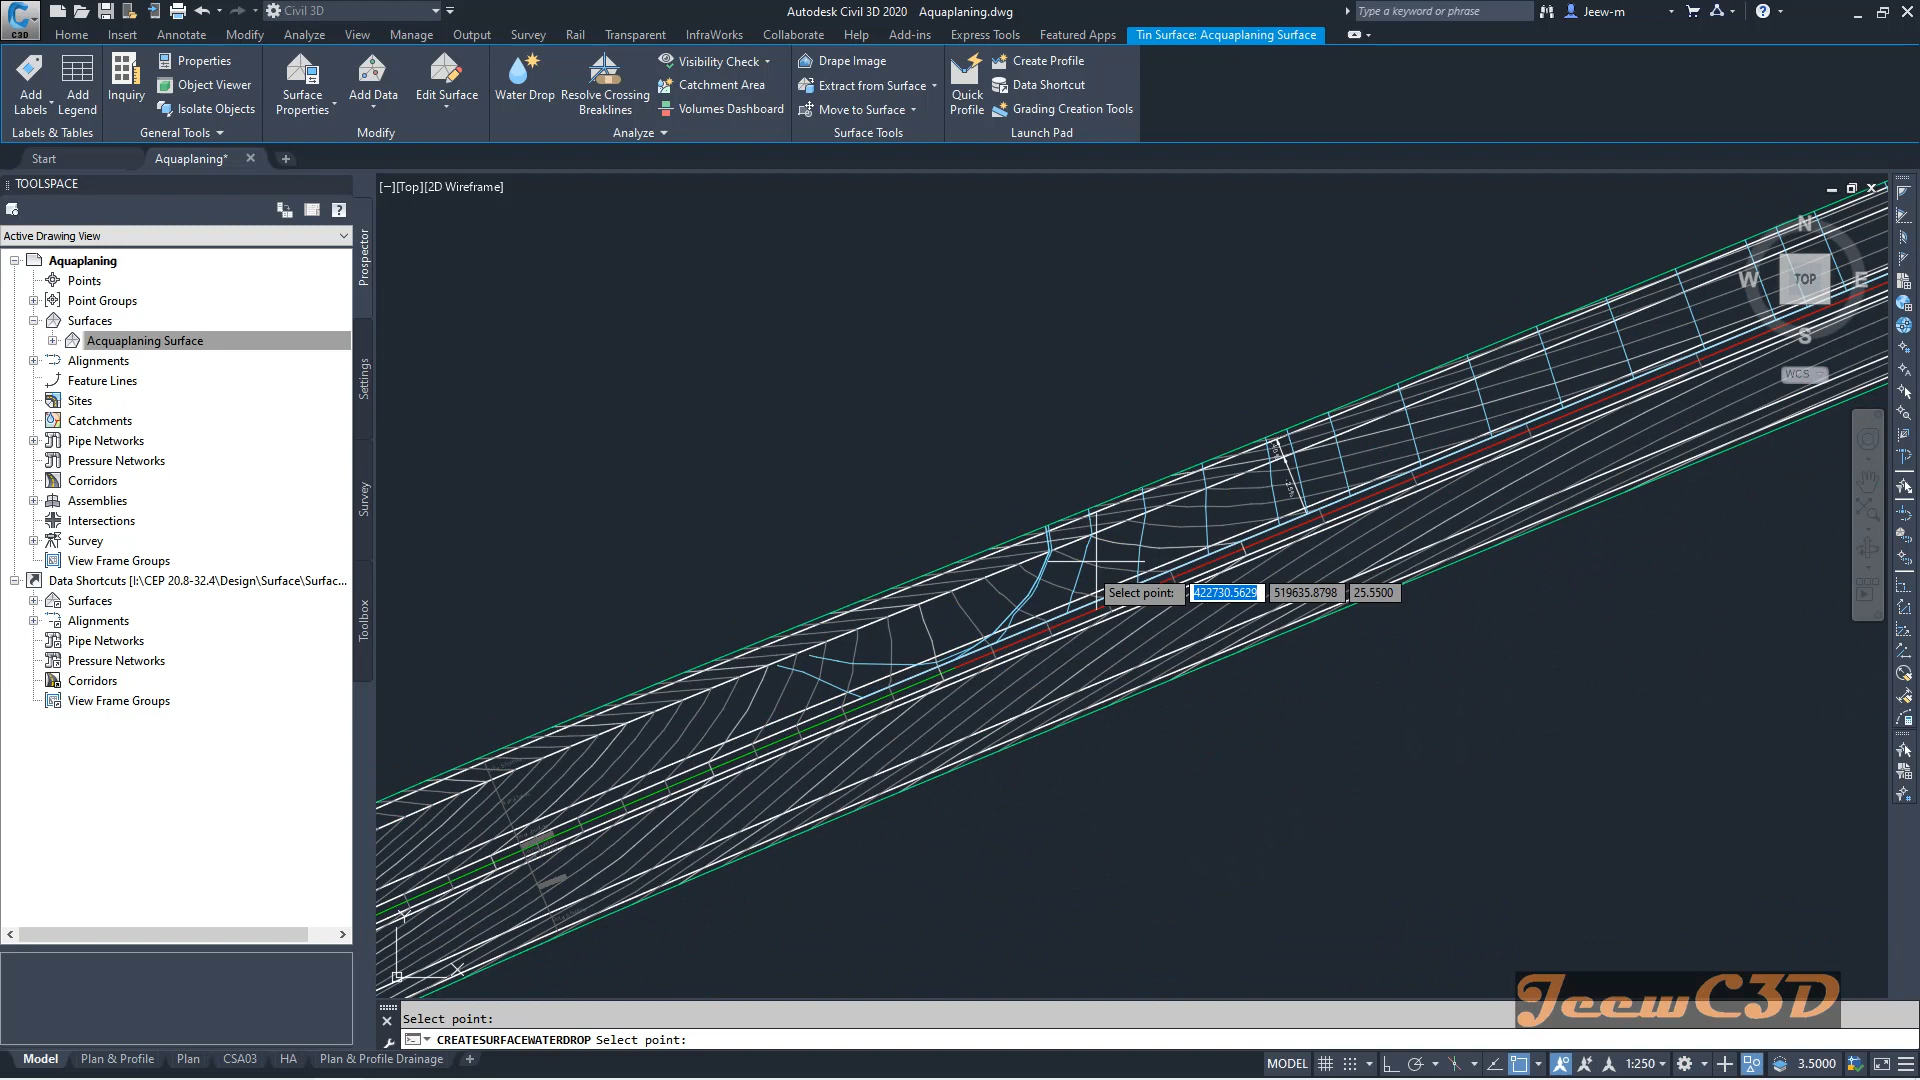 C3D
Civil 3D
Autodesk Civil 3D 2020 Aquaplaning.dwg
Type a keyword or phrase
Jeew-m
Home Insert Annotate Modify Analyze View Manage Output Survey Rail Transparent InfraWorks Collaborate Help Add-ins Express Tools Featured Apps Tin Surface: Acquaplaning Surface
Add Labels
Add Legend
Labels & Tables
Inquiry
Properties
Object Viewer
Isolate Objects
General Tools
Surface Properties
Add Data
Edit Surface
Modify
Water Drop
Resolve Crossing Breaklines
Visibility Check
Catchment Area
Volumes Dashboard
Analyze
Drape Image
Extract from Surface
Move to Surface
Surface Tools
Quick Profile
Create Profile
Data Shortcut
Grading Creation Tools
Launch Pad
Start
Aquaplaning*
TOOLSPACE
Active Drawing View
Aquaplaning
Points
Point Groups
Surfaces
Acquaplaning Surface
Alignments
Feature Lines
Sites
Catchments
Pipe Networks
Pressure Networks
Corridors
Assemblies
Intersections
Survey
View Frame Groups
Data Shortcuts [I:\CEP 20.8-32.4\Design\Surface\Surfac...
Surfaces
Alignments
Pipe Networks
Pressure Networks
Corridors
View Frame Groups
Prospector
Settings
Survey
Toolbox
[−][Top][2D Wireframe]
N
W TOP E
S
WCS
Select point: 422730.5629 519635.8798 25.5500
Y
X
JeewC3D
Select point:
CREATESURFACEWATERDROP Select point:
Model Plan & Profile Plan CSA03 HA Plan & Profile Drainage
MODEL 1:250 3.5000